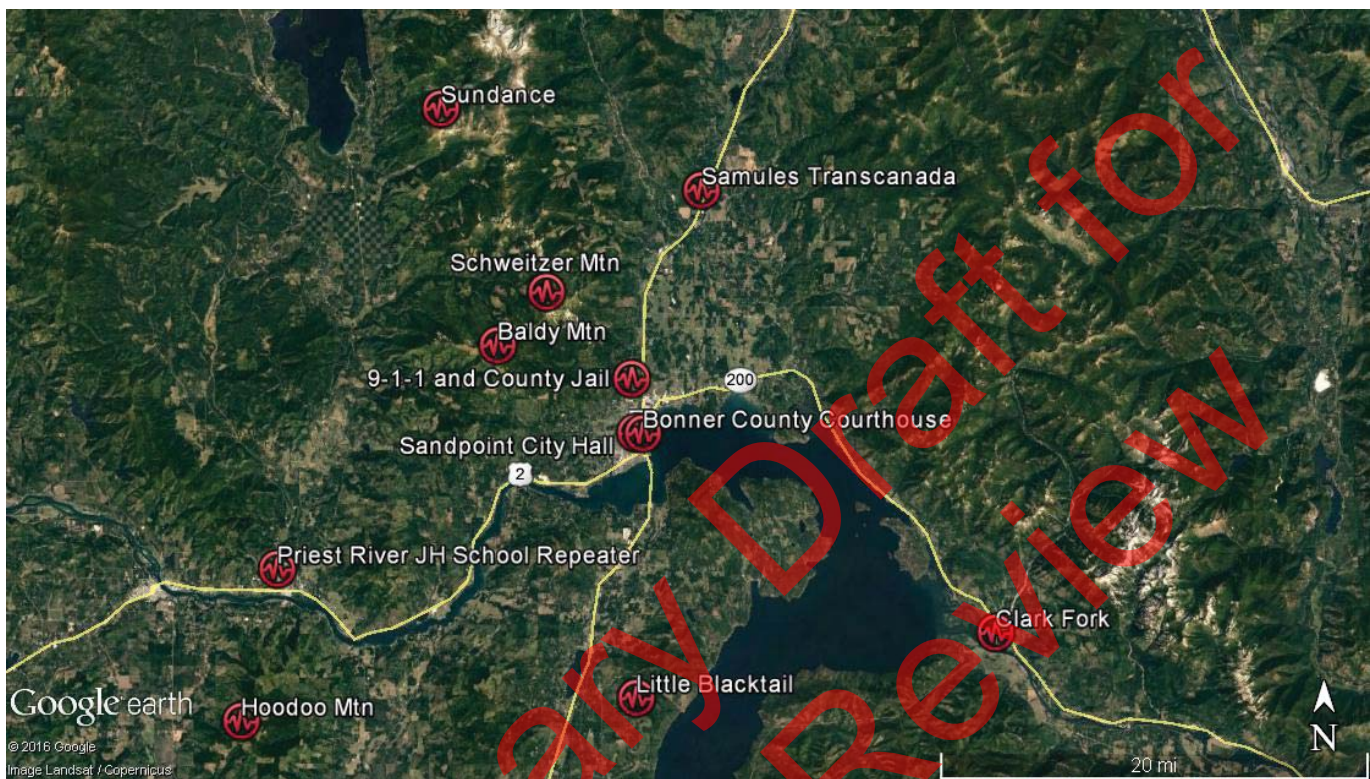 Sundance
Samules Transcanada
Schweitzer Mtn
Baldy Mtn
9-1-1 and County Jail
200
Bonner County Courthouse
Sandpoint City Hall
2
Priest River JH School Repeater
Clark Fork
Little Blacktail
Hoodoo Mtn
Google earth
© 2016 Google
Image Landsat / Copernicus
N
20 mi
ary Draft for
Review